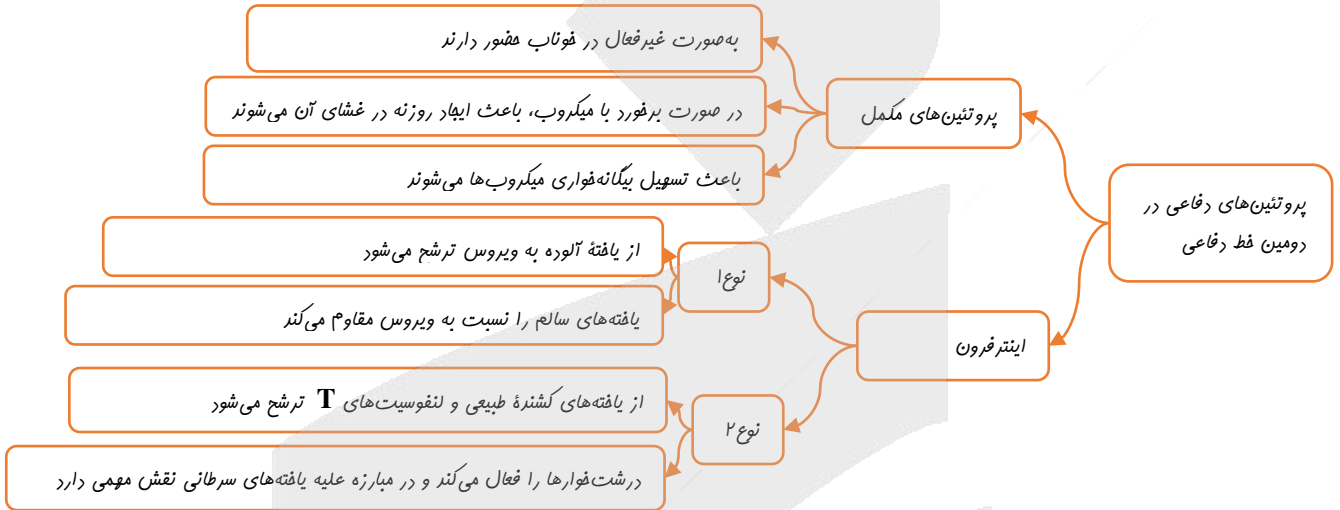 پروتئین‌های دفاعی در
دومین خط دفاعی
پروتئین‌های مکمل
به‌صورت غیرفعال در خوناب حضور دارند
در صورت برخورد با میکروب، باعث ایجاد روزنه در غشای آن می‌شوند
باعث تسهیل بیگانه‌خواری میکروب‌ها می‌شوند
اینترفرون
نوع۱
از یاختهٔ آلوده به ویروس ترشح می‌شود
یاخته‌های سالم را نسبت به ویروس مقاوم می‌کند
نوع۲
از یاخته‌های کشندهٔ طبیعی و لنفوسیت‌های T ترشح می‌شود
درشت‌خوارها را فعال می‌کند و در مبارزه علیه یاخته‌های سرطانی نقش مهمی دارد